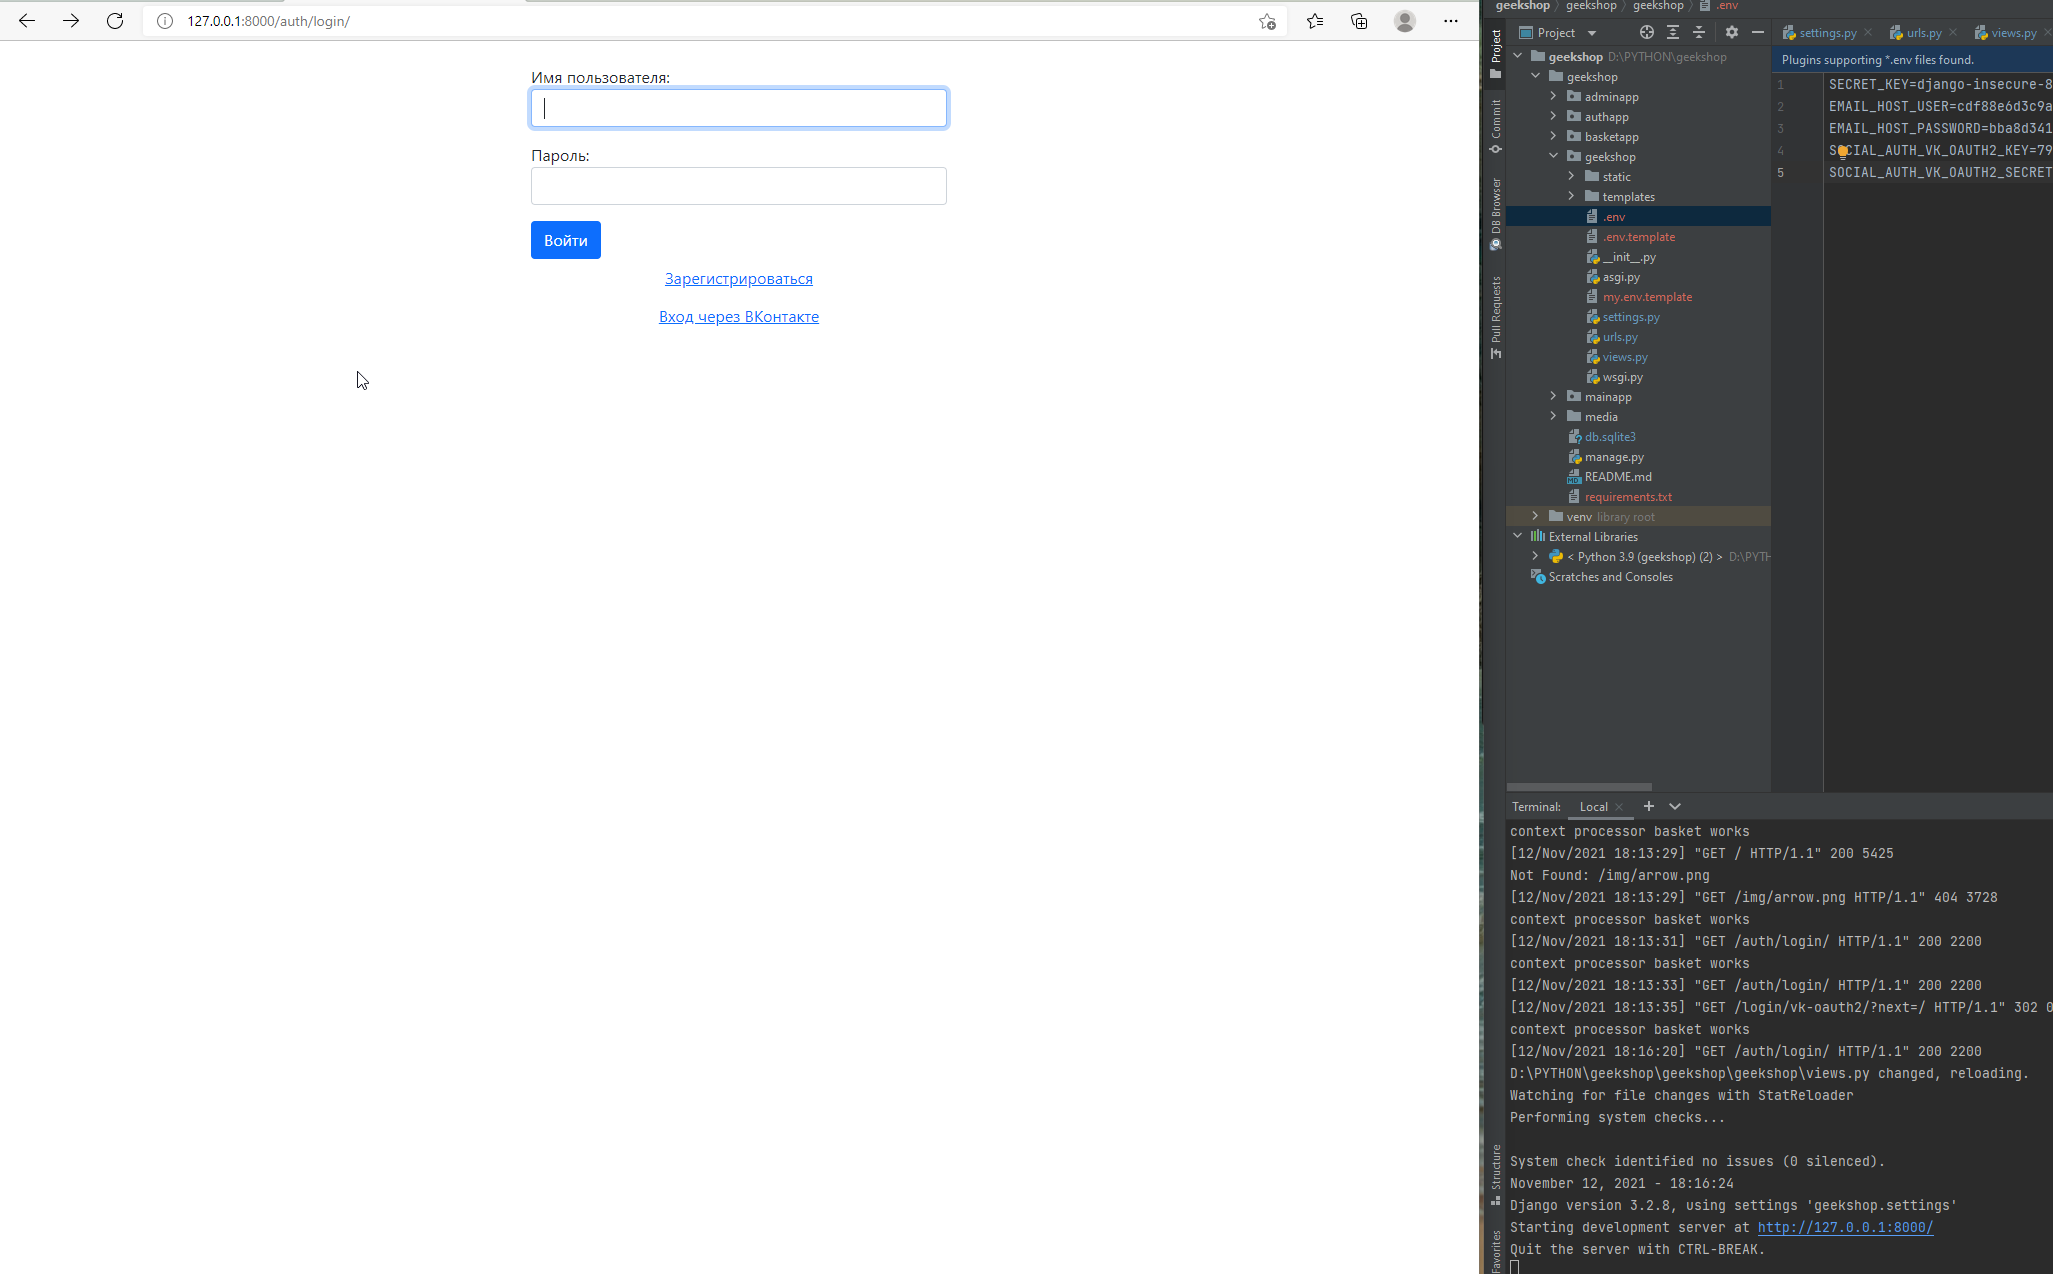 127.0.0.1:8000/auth/login/
Имя пользователя:
Пароль:
Войти
Зарегистрироваться
Вход через ВКонтакте
geekshop geekshop geekshop .env
Project
settings.py urls.py views.py
Plugins supporting *.env files found.
Project
Commit
DB Browser
Pull Requests
Structure
Favorites
geekshop D:\PYTHON\geekshop
geekshop
adminapp
authapp
basketapp
geekshop
static
templates
.env
.env.template
__init__.py
asgi.py
my.env.template
settings.py
urls.py
views.py
wsgi.py
mainapp
media
db.sqlite3
manage.py
README.md
requirements.txt
venv library root
External Libraries
< Python 3.9 (geekshop) (2) > D:\PYTH
Scratches and Consoles
1 SECRET_KEY=django-insecure-8
2 EMAIL_HOST_USER=cdf88e6d3c9a
3 EMAIL_HOST_PASSWORD=bba8d341
4 SOCIAL_AUTH_VK_OAUTH2_KEY=79
5 SOCIAL_AUTH_VK_OAUTH2_SECRET
Terminal: Local
context processor basket works
[12/Nov/2021 18:13:29] "GET / HTTP/1.1" 200 5425
Not Found: /img/arrow.png
[12/Nov/2021 18:13:29] "GET /img/arrow.png HTTP/1.1" 404 3728
context processor basket works
[12/Nov/2021 18:13:31] "GET /auth/login/ HTTP/1.1" 200 2200
context processor basket works
[12/Nov/2021 18:13:33] "GET /auth/login/ HTTP/1.1" 200 2200
[12/Nov/2021 18:13:35] "GET /login/vk-oauth2/?next=/ HTTP/1.1" 302 0
context processor basket works
[12/Nov/2021 18:16:20] "GET /auth/login/ HTTP/1.1" 200 2200
D:\PYTHON\geekshop\geekshop\geekshop\views.py changed, reloading.
Watching for file changes with StatReloader
Performing system checks...
System check identified no issues (0 silenced).
November 12, 2021 - 18:16:24
Django version 3.2.8, using settings 'geekshop.settings'
Starting development server at http://127.0.0.1:8000/
Quit the server with CTRL-BREAK.